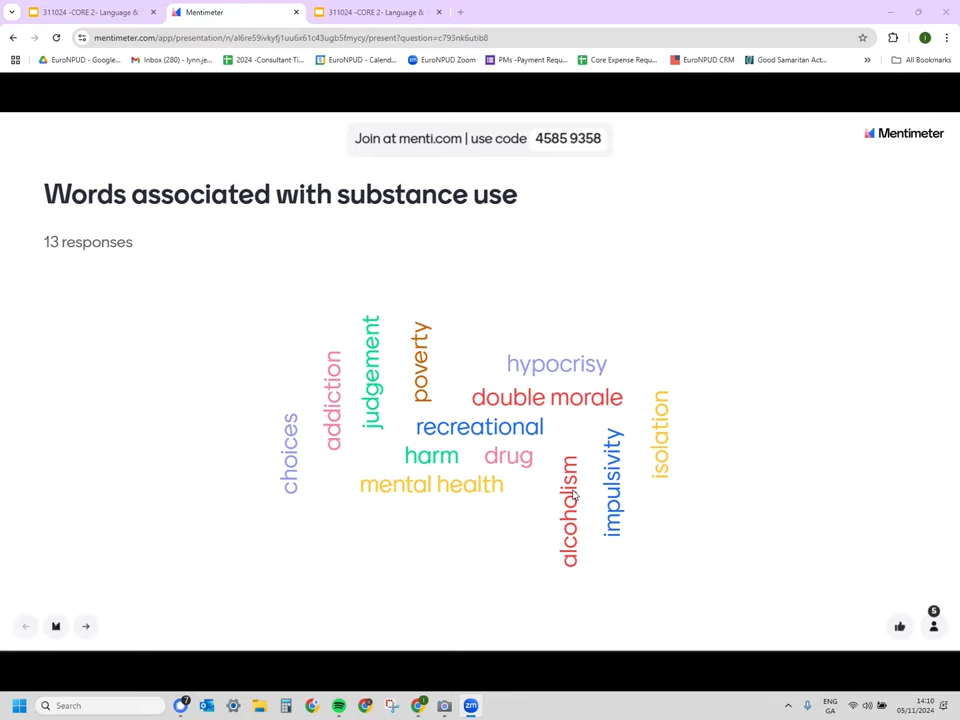 311024 -CORE 2- Language &
Mentimeter
311024 -CORE 2- Language &
mentimeter.com/app/presentation/n/al6re59ivkyfj1uu6x61c43ugb5fmycy/present?question=c793nk6utib8
EuroNPUD - Google...
Inbox (280) - lynn.je...
2024 -Consultant Ti...
EuroNPUD - Calend...
EuroNPUD Zoom
PMs -Payment Requ...
Core Expense Requ...
EuroNPUD CRM
Good Samaritan Act...
All Bookmarks
Join at menti.com | use code 4585 9358
Mentimeter
Words associated with substance use
13 responses
choices
addiction
judgement
poverty
hypocrisy
double morale
recreational
harm
drug
mental health
alcoholism
impulsivity
isolation
5
Search
7
ENG
GA
14:10
05/11/2024